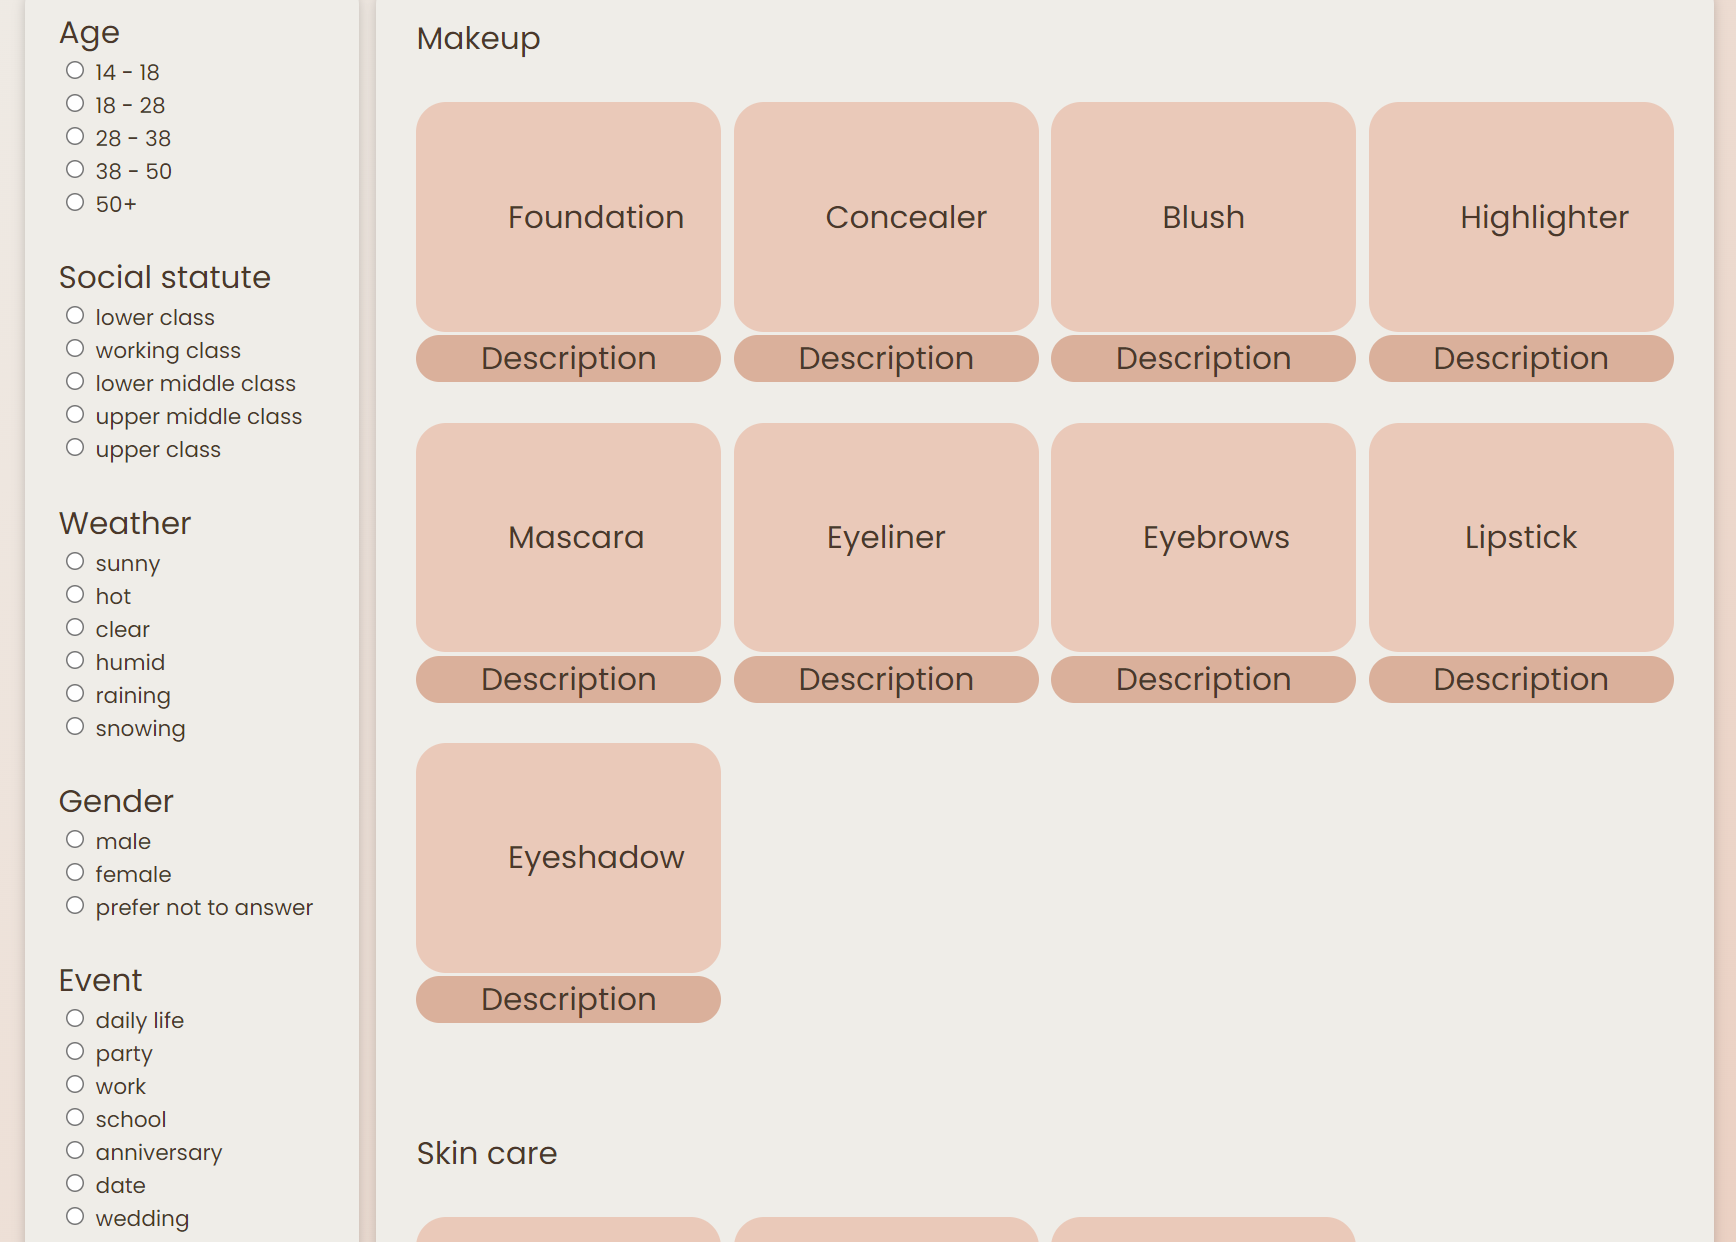 Age
14 - 18
18 - 28
28 - 38
38 - 50
50+
Social statute
lower class
working class
lower middle class
upper middle class
upper class
Weather
sunny
hot
clear
humid
raining
snowing
Gender
male
female
prefer not to answer
Event
daily life
party
work
school
anniversary
date
wedding
Makeup
Foundation Concealer Blush Highlighter
Description Description Description Description
Mascara Eyeliner Eyebrows Lipstick
Description Description Description Description
Eyeshadow
Description
Skin care